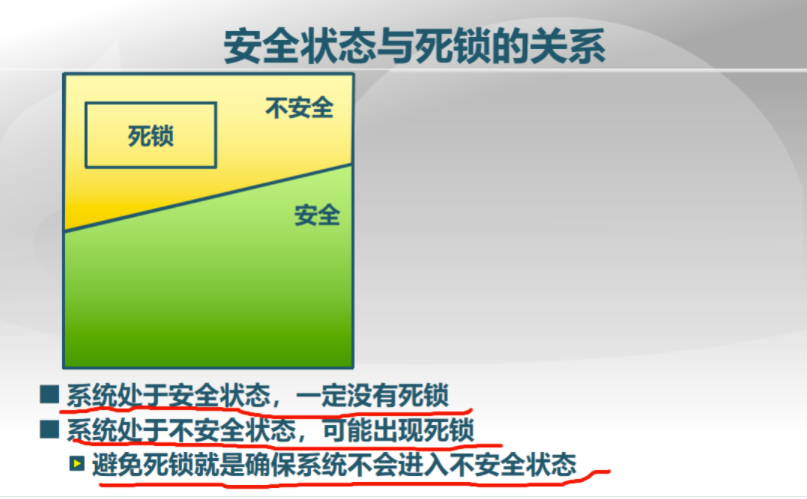 安全状态与死锁的关系
不安全
死锁
安全
系统处于安全状态，一定没有死锁
系统处于不安全状态，可能出现死锁
避免死锁就是确保系统不会进入不安全状态